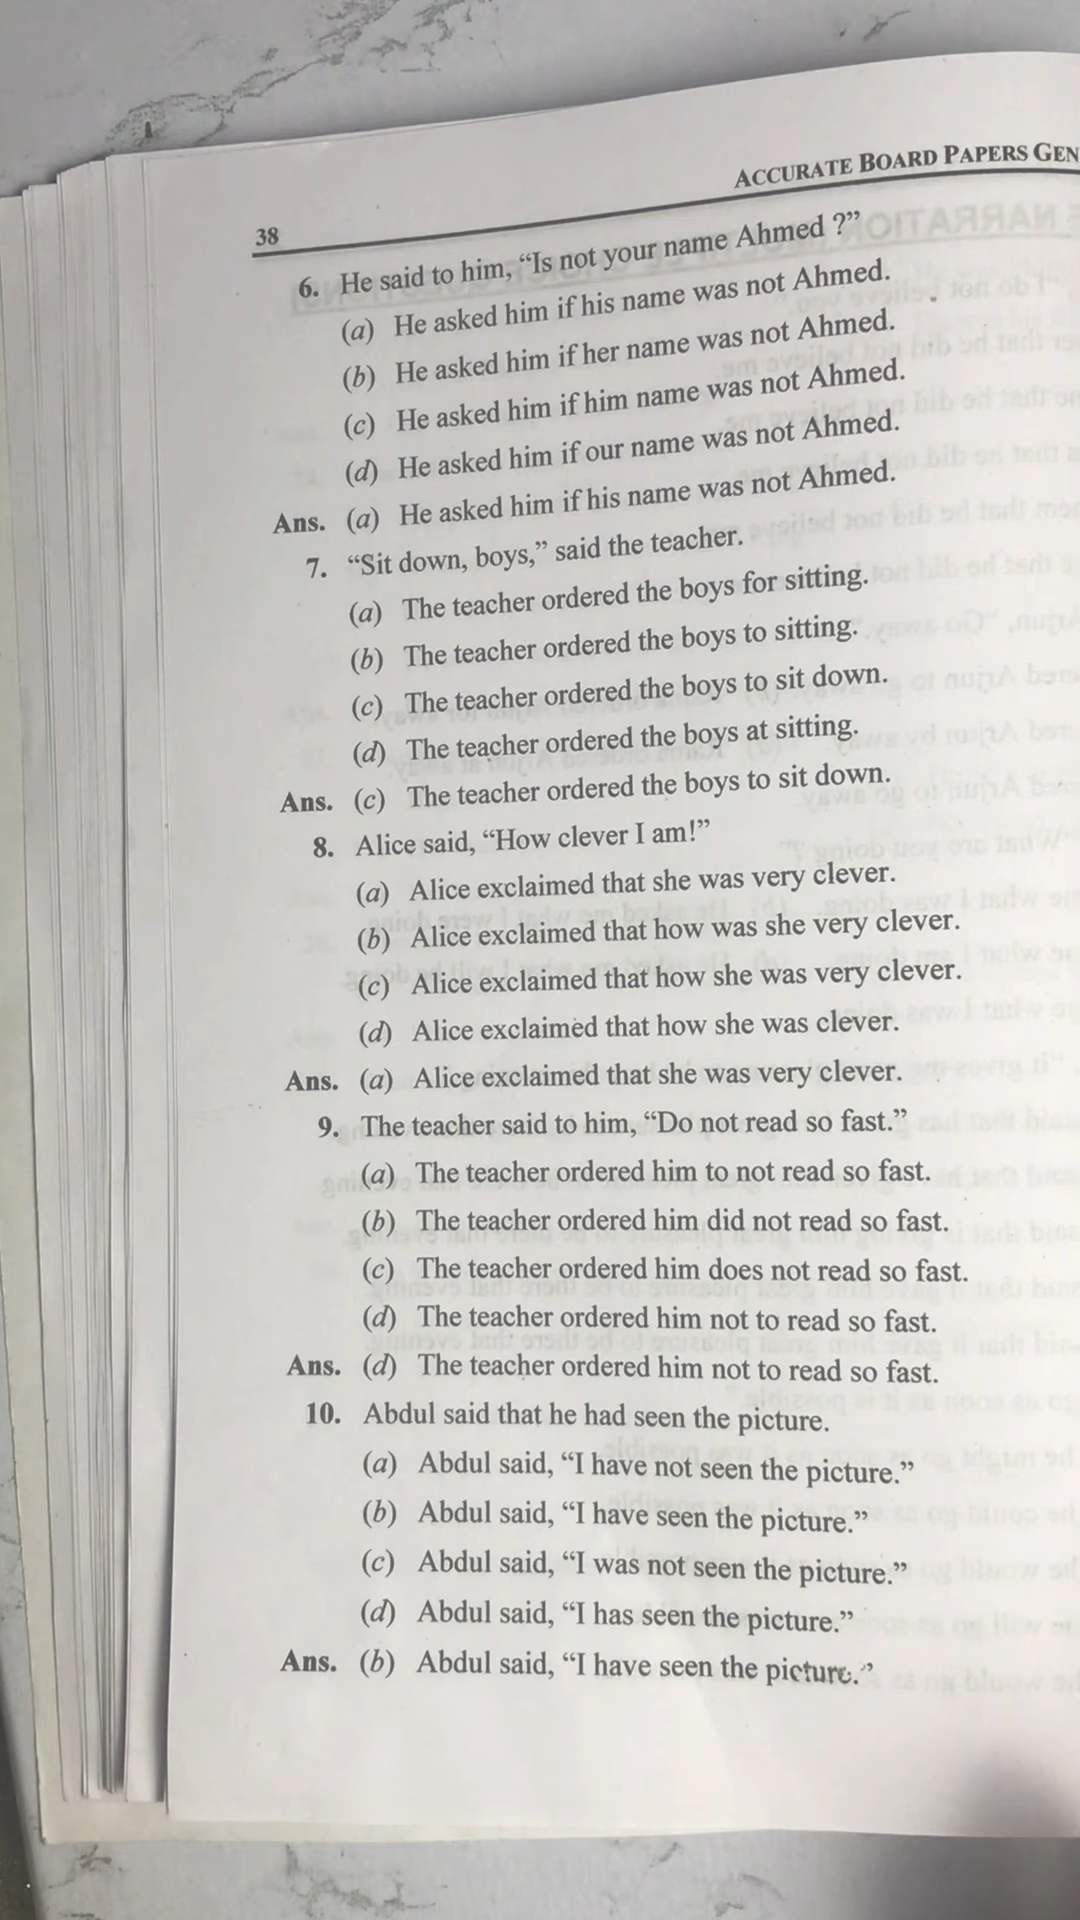 ACCURATE BOARD PAPERS GEN
38
6. He said to him, “Is not your name Ahmed ?”
(a) He asked him if his name was not Ahmed.
(b) He asked him if her name was not Ahmed.
(c) He asked him if him name was not Ahmed.
(d) He asked him if our name was not Ahmed.
Ans. (a) He asked him if his name was not Ahmed.
7. “Sit down, boys,” said the teacher.
(a) The teacher ordered the boys for sitting.
(b) The teacher ordered the boys to sitting.
(c) The teacher ordered the boys to sit down.
(d) The teacher ordered the boys at sitting.
Ans. (c) The teacher ordered the boys to sit down.
8. Alice said, “How clever I am!”
(a) Alice exclaimed that she was very clever.
(b) Alice exclaimed that how was she very clever.
(c) Alice exclaimed that how she was very clever.
(d) Alice exclaimed that how she was clever.
Ans. (a) Alice exclaimed that she was very clever.
9. The teacher said to him, “Do not read so fast.”
(a) The teacher ordered him to not read so fast.
(b) The teacher ordered him did not read so fast.
(c) The teacher ordered him does not read so fast.
(d) The teacher ordered him not to read so fast.
Ans. (d) The teacher ordered him not to read so fast.
10. Abdul said that he had seen the picture.
(a) Abdul said, “I have not seen the picture.”
(b) Abdul said, “I have seen the picture.”
(c) Abdul said, “I was not seen the picture.”
(d) Abdul said, “I has seen the picture.”
Ans. (b) Abdul said, “I have seen the picture.”